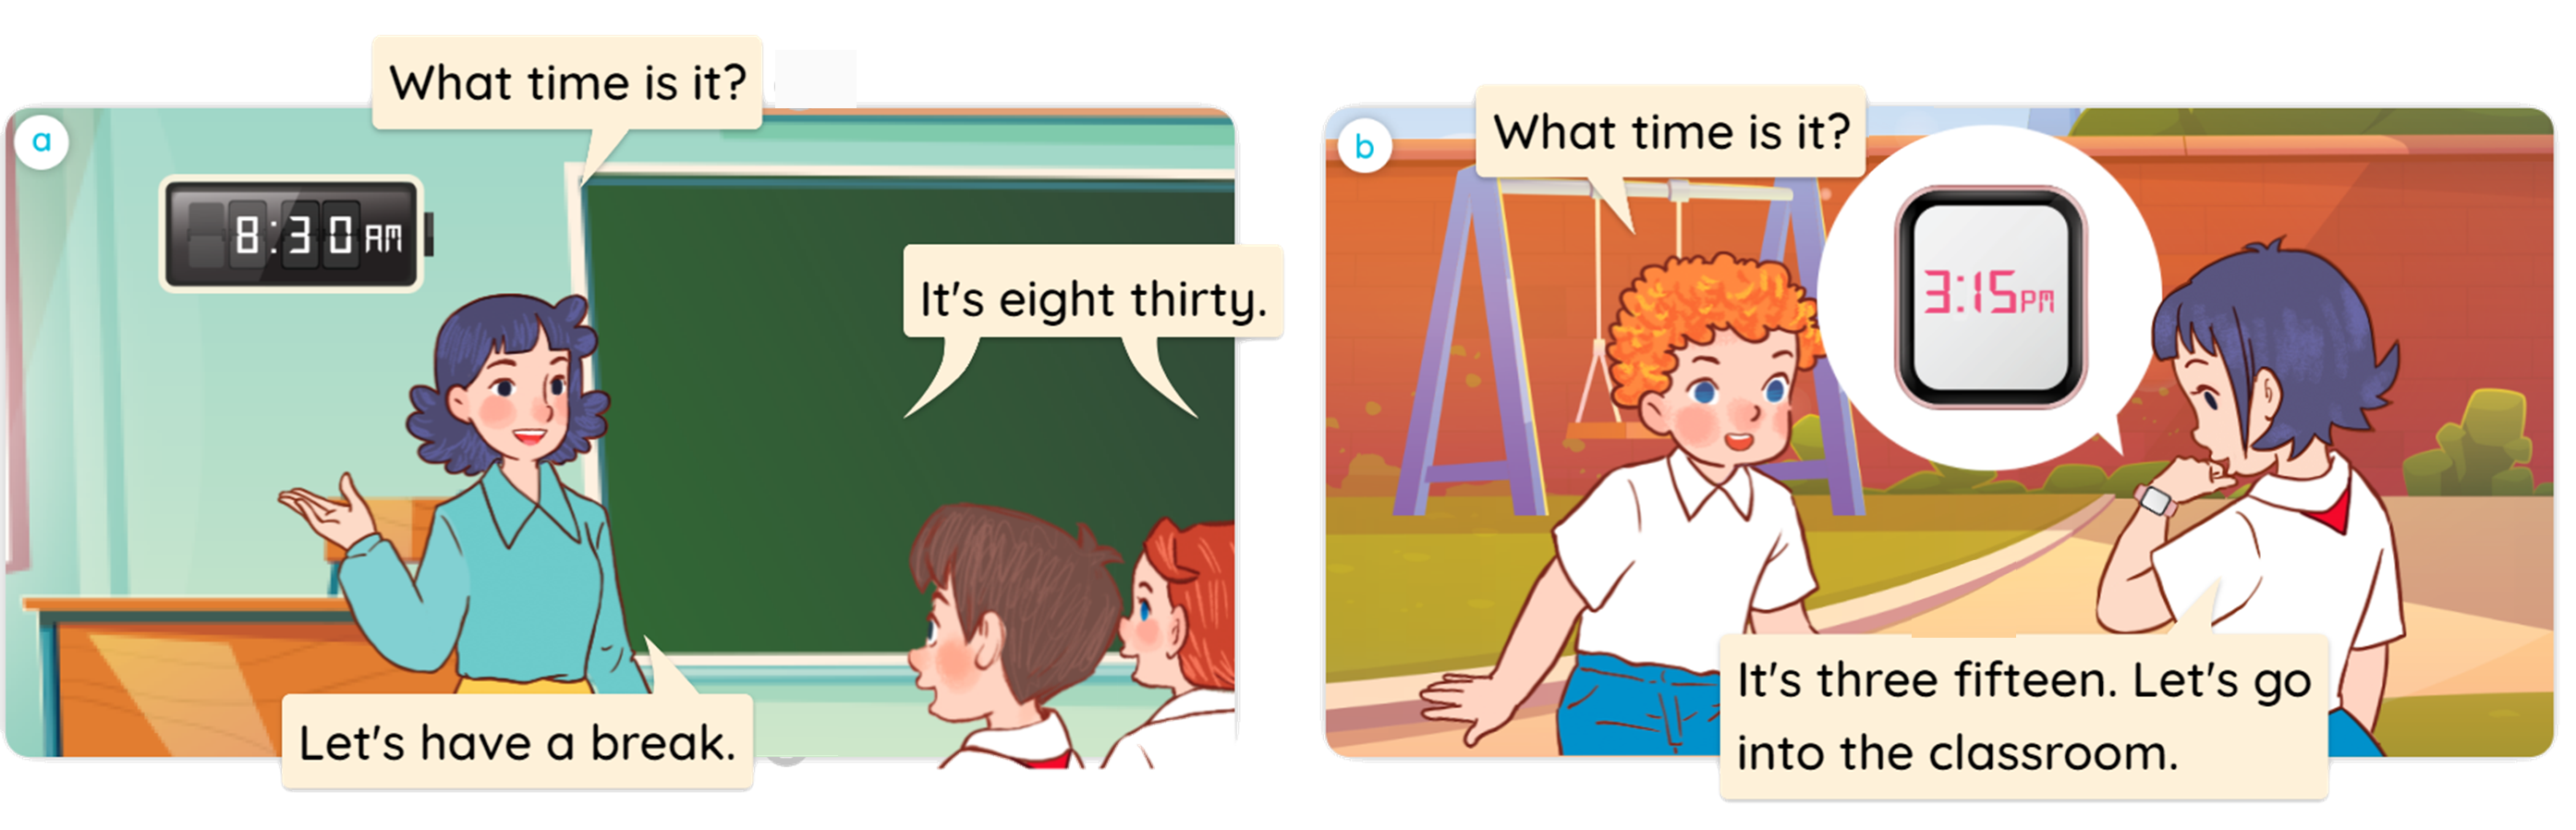 What time is it?
a
8:30 AM
It's eight thirty.
Let's have a break.
b
What time is it?
3:15 PM
It's three fifteen. Let's go
into the classroom.